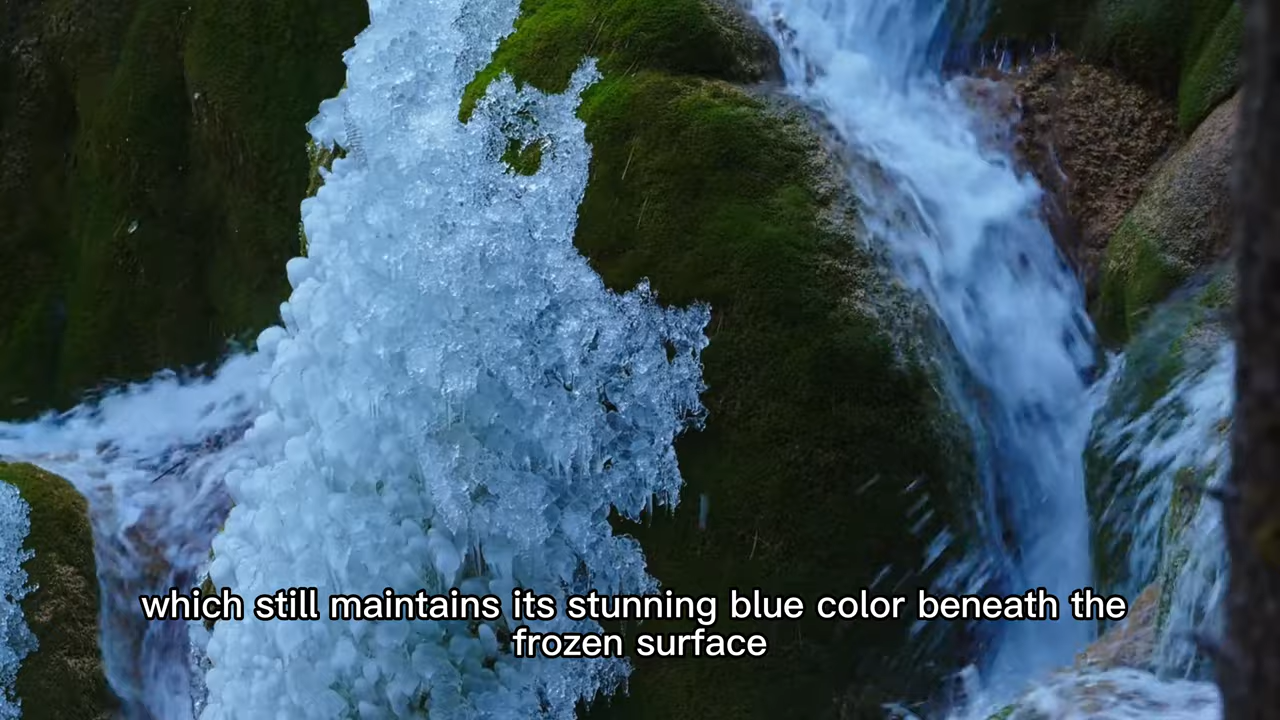 which still maintains its stunning blue color beneath the
frozen surface